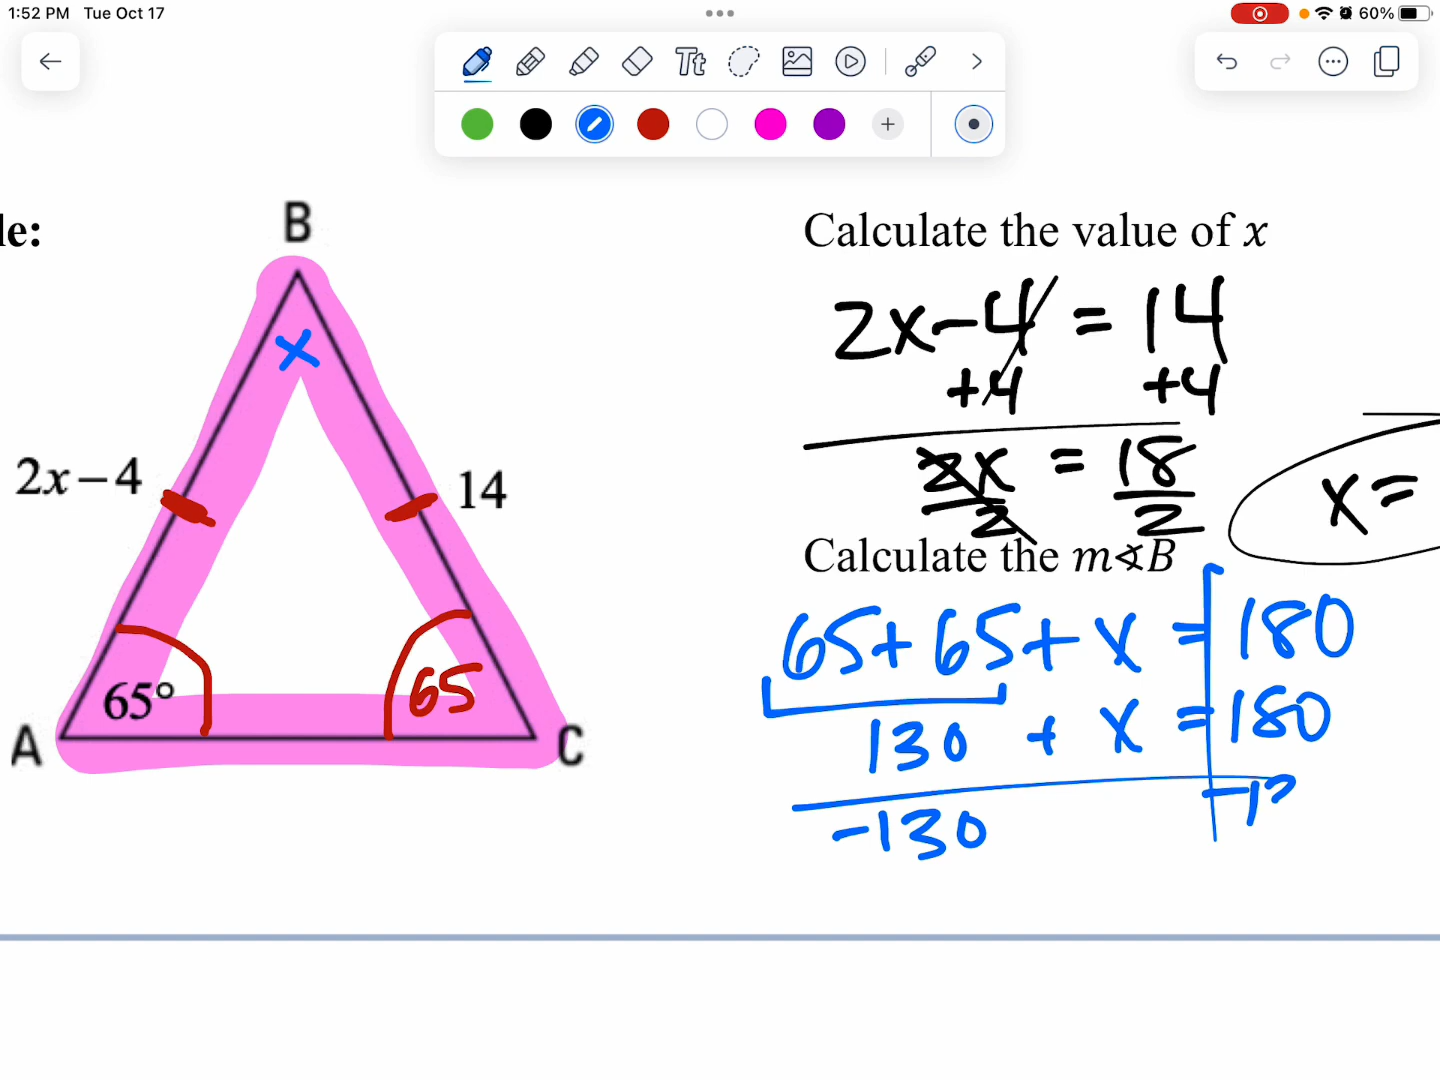 1:52 PM Tue Oct 17
60%
Tt
le:
B
x
2x−4
14
65°
65
A
C
Calculate the value of x
2x-4 = 14
+4 +4
2x = 18
2 2
x=
Calculate the m∢B
65+65+x = 180
130 + x = 180
-130